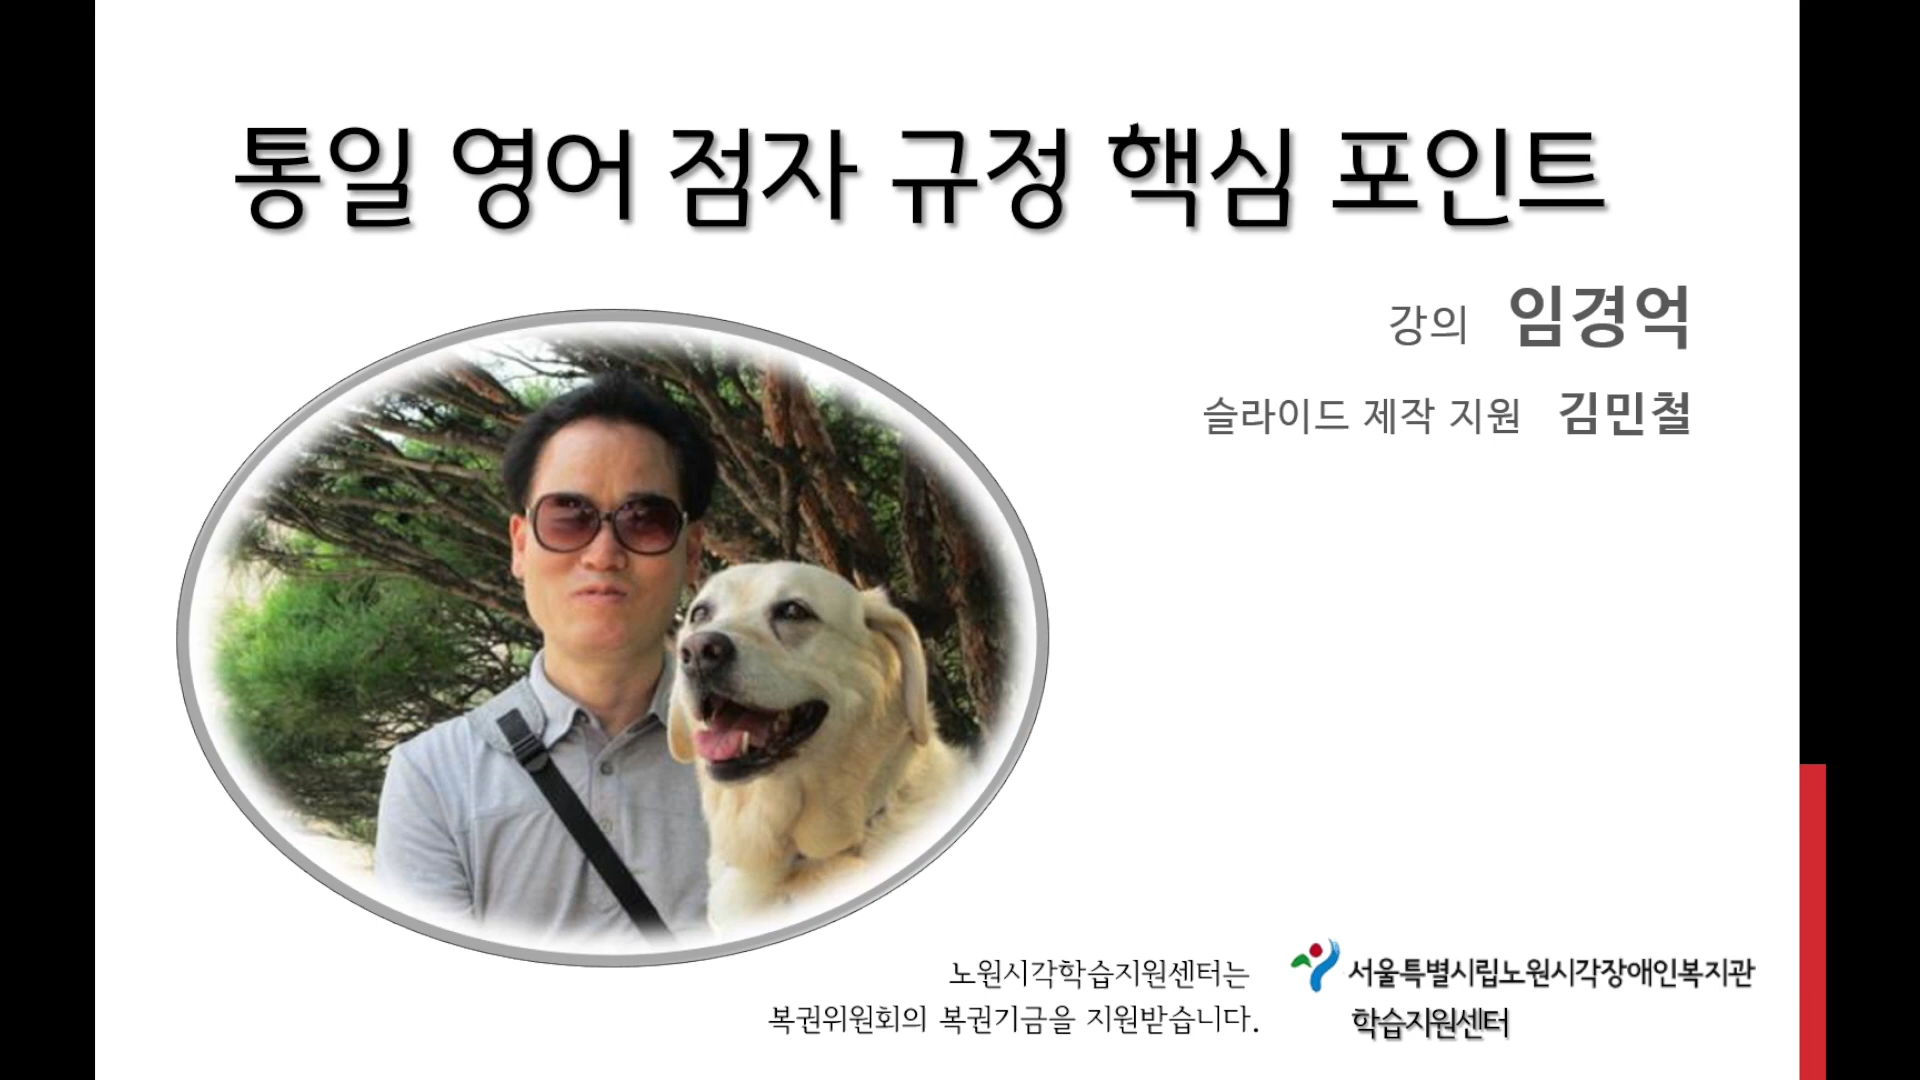 통일 영어 점자 규정 핵심 포인트
강의 임경억
슬라이드 제작 지원 김민철
노원시각학습지원센터는
복권위원회의 복권기금을 지원받습니다.
서울특별시립노원시각장애인복지관
학습지원센터